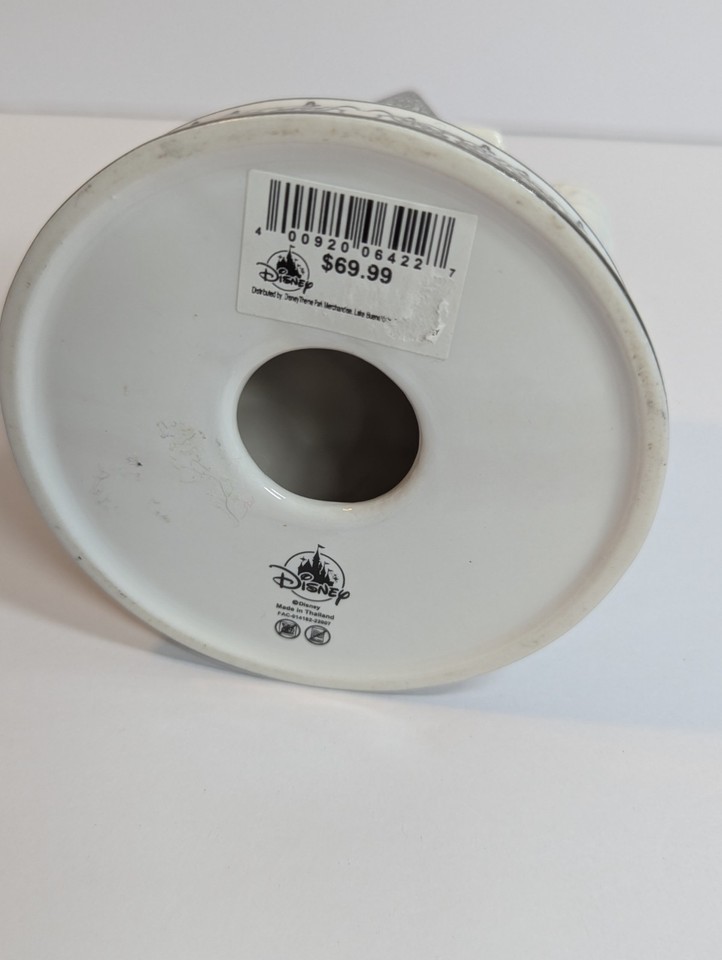 4 00920 06422 7
$69.99
Disney
Distributed by: Disney Theme Park Merchandise, Lake Buena
Disney
©Disney
Made in Thailand